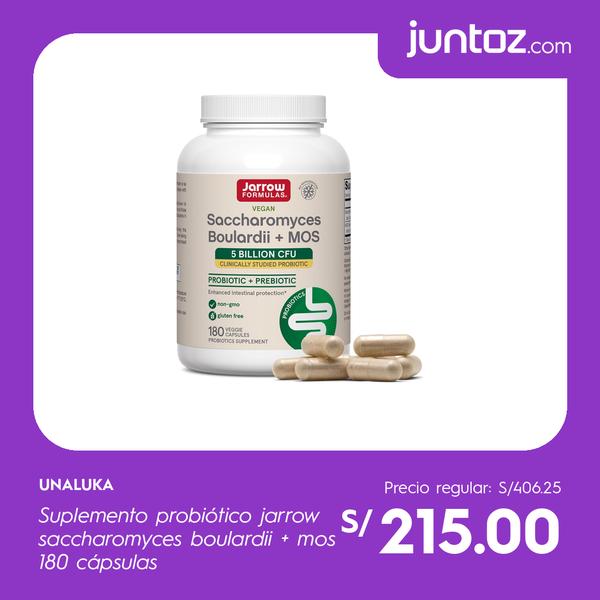 juntoz.com
Jarrow
FORMULAS®
VEGAN
Saccharomyces
Boulardii + MOS
5 BILLION CFU
CLINICALLY STUDIED PROBIOTIC
PROBIOTIC + PREBIOTIC
Enhanced Intestinal protection*
non-gmo
gluten free
180 VEGGIE
CAPSULES
PROBIOTICS SUPPLEMENT
PROBIOTICS
UNALUKA
Suplemento probiótico jarrow
saccharomyces boulardii + mos
180 cápsulas
Precio regular: S/406.25
S/ 215.00